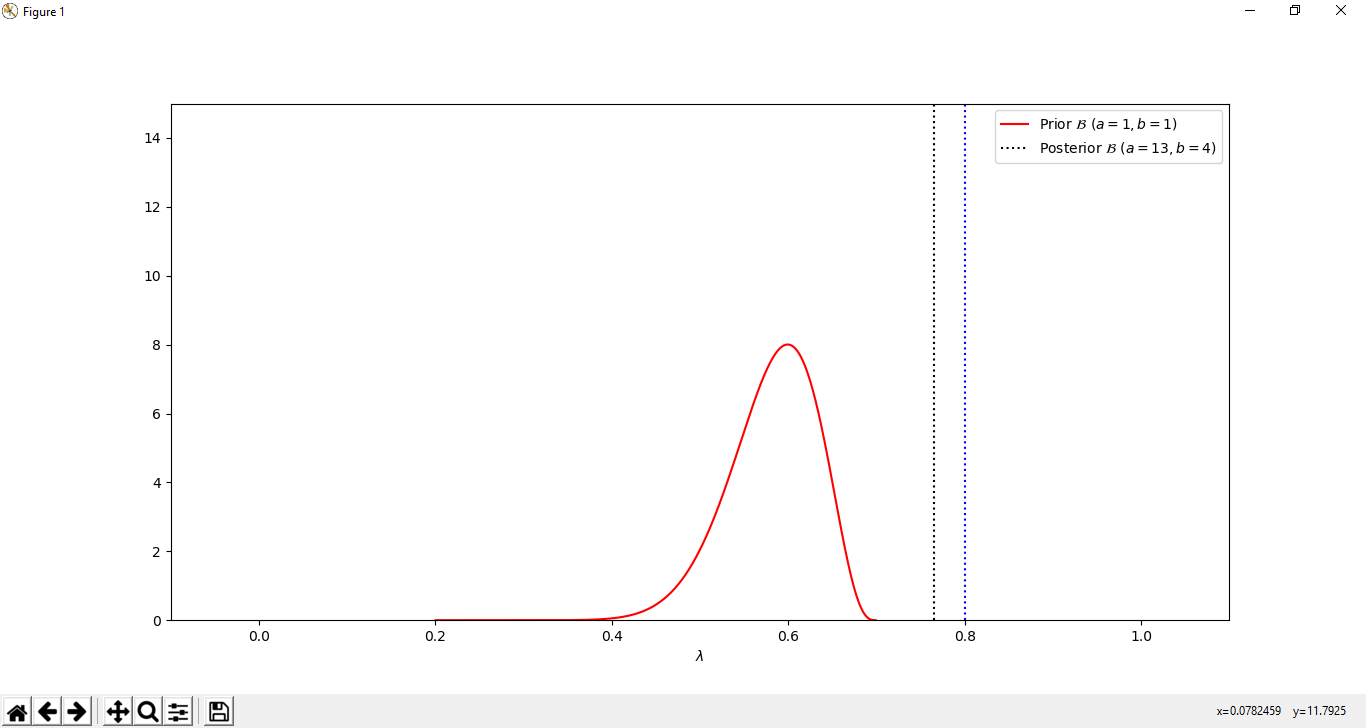 Figure 1
14
12
10
8
6
4
2
0
0.0 0.2 0.4 0.6 0.8 1.0
λ
Prior ℬ (a = 1, b = 1)
Posterior ℬ (a = 13, b = 4)
x=0.0782459 y=11.7925